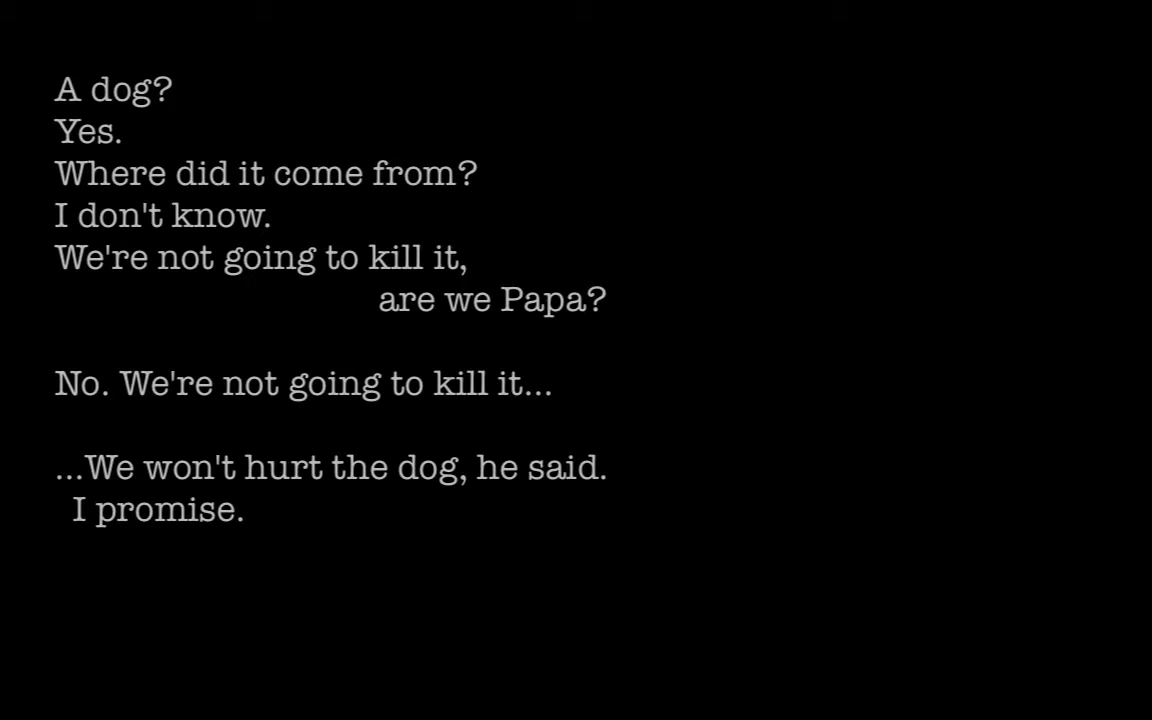 A dog?
Yes.
Where did it come from?
I don't know.
We're not going to kill it,
are we Papa?
No. We're not going to kill it...
...We won't hurt the dog, he said.
I promise.